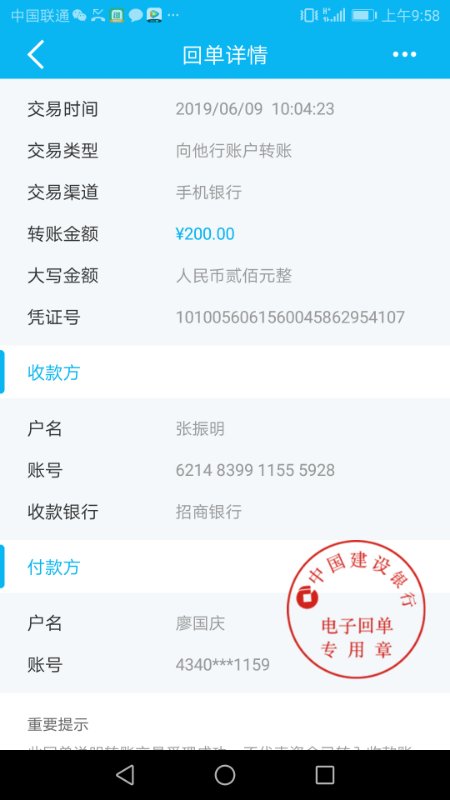 中国联通 上午9:58
回单详情
交易时间 2019/06/09 10:04:23
交易类型 向他行账户转账
交易渠道 手机银行
转账金额 ¥200.00
大写金额 人民币贰佰元整
凭证号 1010056061560045862954107
收款方
户名 张振明
账号 6214 8399 1155 5928
收款银行 招商银行
付款方
中国建设银行
电子回单
专用章
户名 廖国庆
账号 4340***1159
重要提示